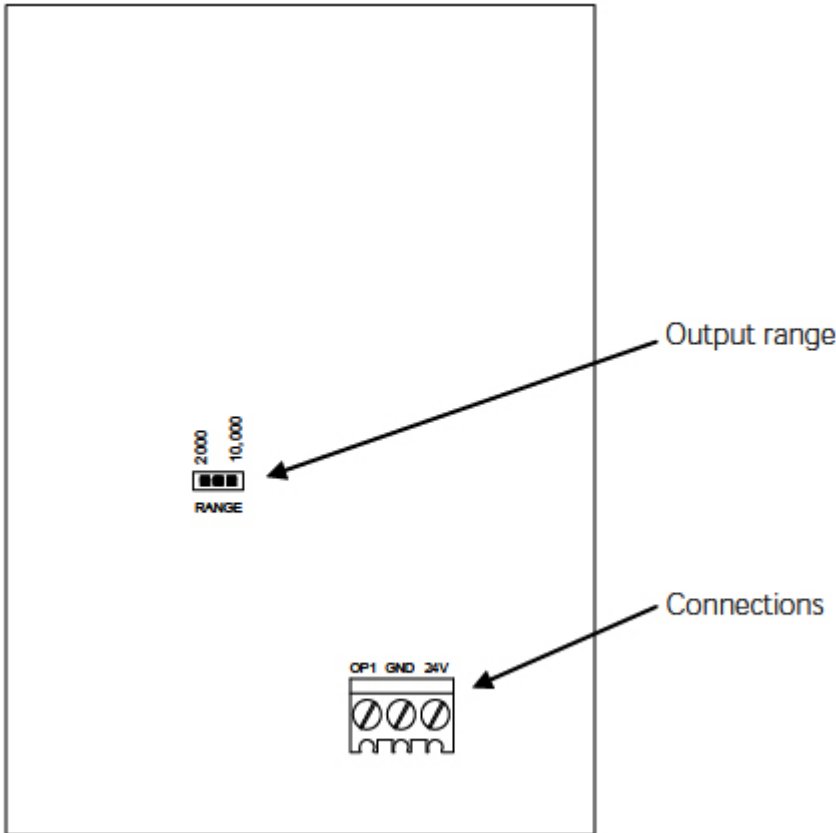 Output range
2000
10,000
RANGE
Connections
OP1 GND 24V